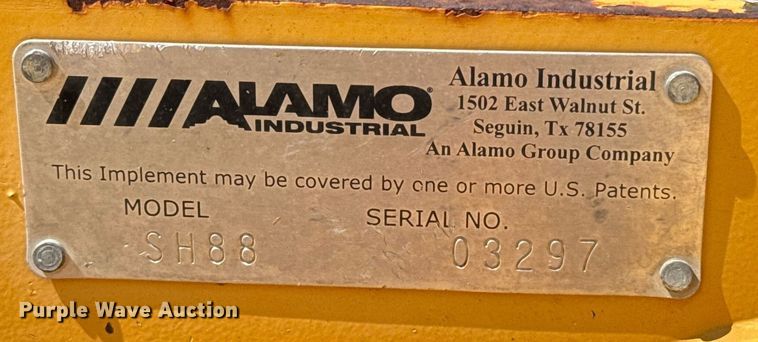 ALAMO®
INDUSTRIAL
Alamo Industrial
1502 East Walnut St.
Seguin, Tx 78155
An Alamo Group Company
This Implement may be covered by one or more U.S. Patents.
MODEL SERIAL NO.
SH88 03297
Purple Wave Auction